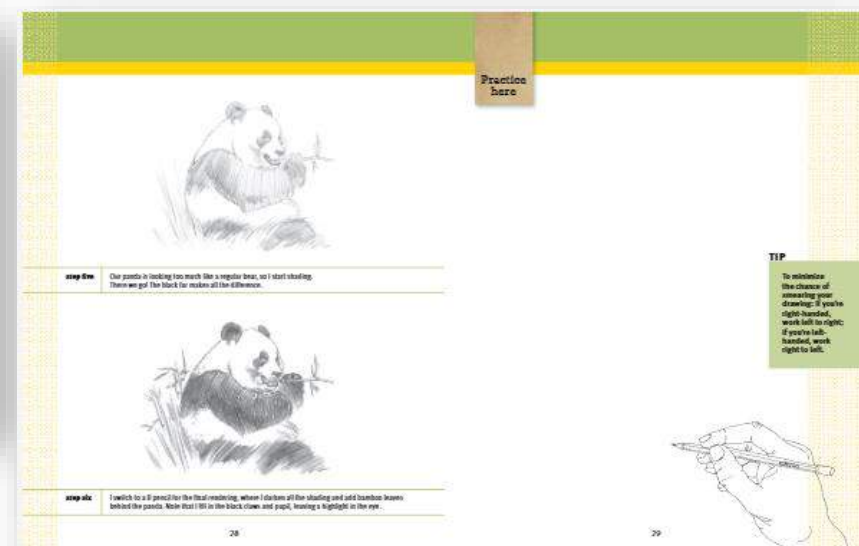 Practice
here
step five
Our panda is looking too much like a regular bear, so I start shading.
There we go! The black fur makes all the difference.
step six
I switch to a B pencil for the final rendering, where I darken all the shading and add bamboo leaves
behind the panda. Note that I fill in the black claws and pupil, leaving a highlight in the eye.
28
TIP
To minimize
the chance of
smearing your
drawing: If you're
right-handed,
work left to right;
if you're left-
handed, work
right to left.
29